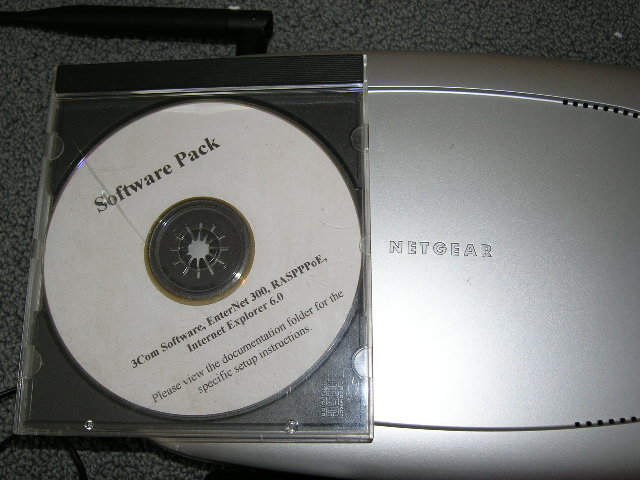 Software Pack
3Com Software, EnterNet 300, RASPPPoE,
Internet Explorer 6.0
Please view the documentation folder for the
specific setup instructions.
NETGEAR